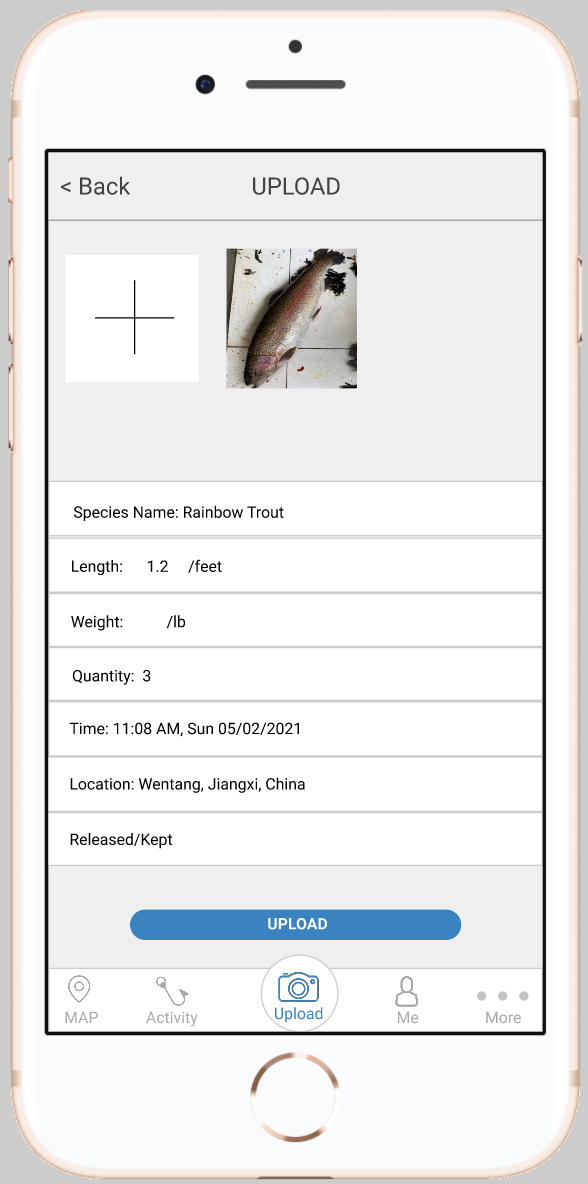 < Back UPLOAD
Species Name: Rainbow Trout
Length: 1.2 /feet
Weight: /lb
Quantity: 3
Time: 11:08 AM, Sun 05/02/2021
Location: Wentang, Jiangxi, China
Released/Kept
UPLOAD
MAP Activity Upload Me More